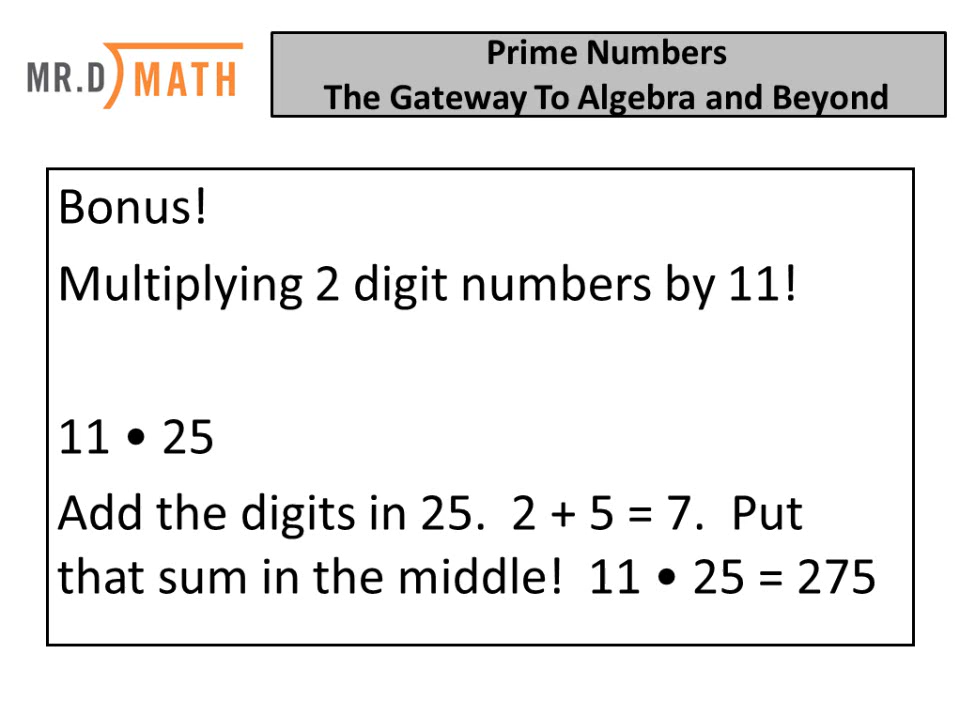 MR.D MATH
Prime Numbers
The Gateway To Algebra and Beyond
Bonus!
Multiplying 2 digit numbers by 11!
11 • 25
Add the digits in 25.  2 + 5 = 7.  Put
that sum in the middle!  11 • 25 = 275